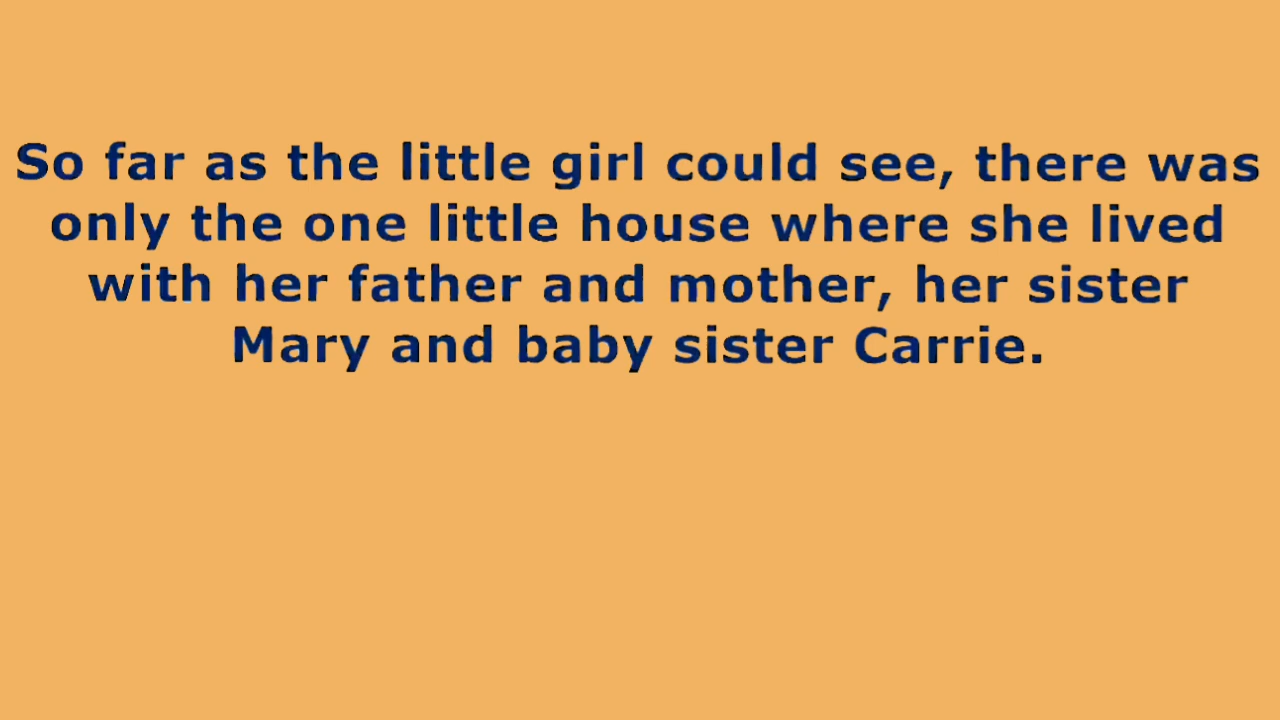 So far as the little girl could see, there was
only the one little house where she lived
with her father and mother, her sister
Mary and baby sister Carrie.